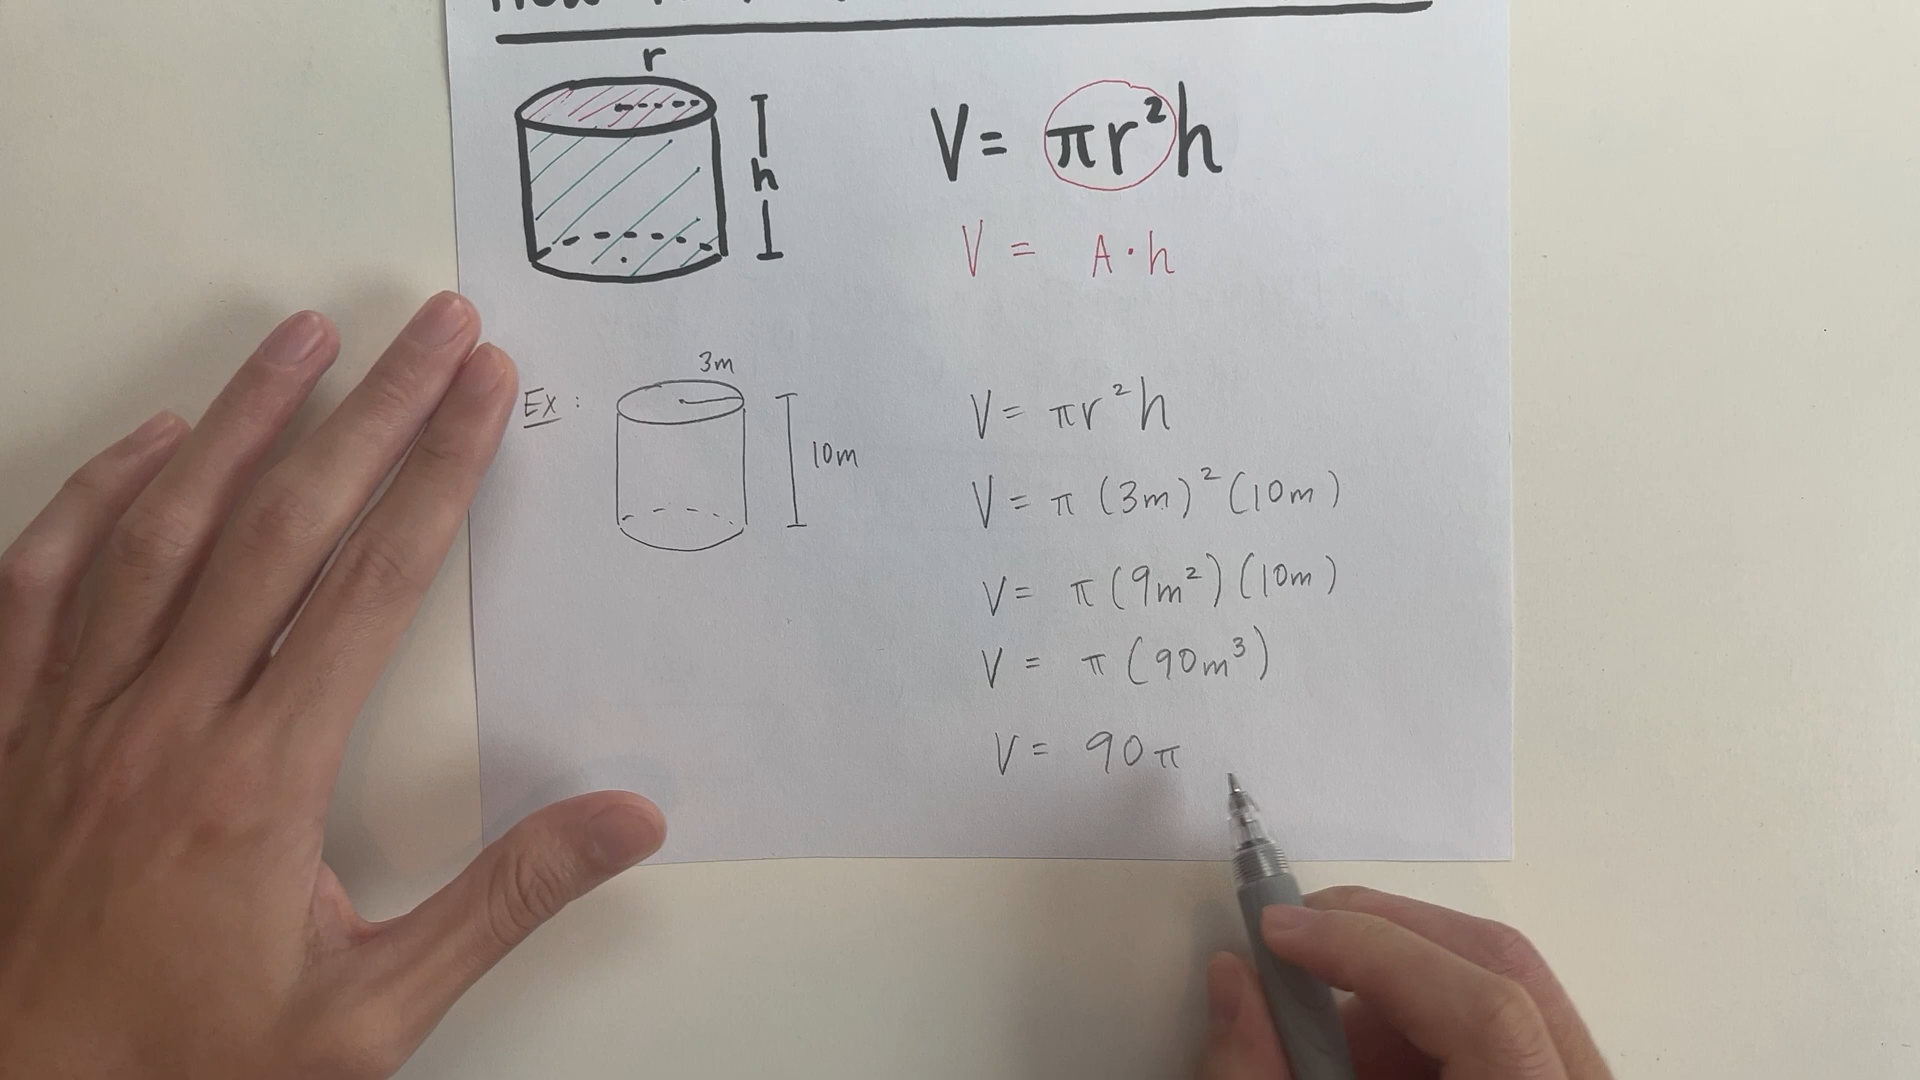 r
h
V = πr²h
V = A · h
Ex :
3m
10m
V = πr²h
V = π (3m)² (10m)
V = π (9m²) (10m)
V = π (90m³)
V = 90π